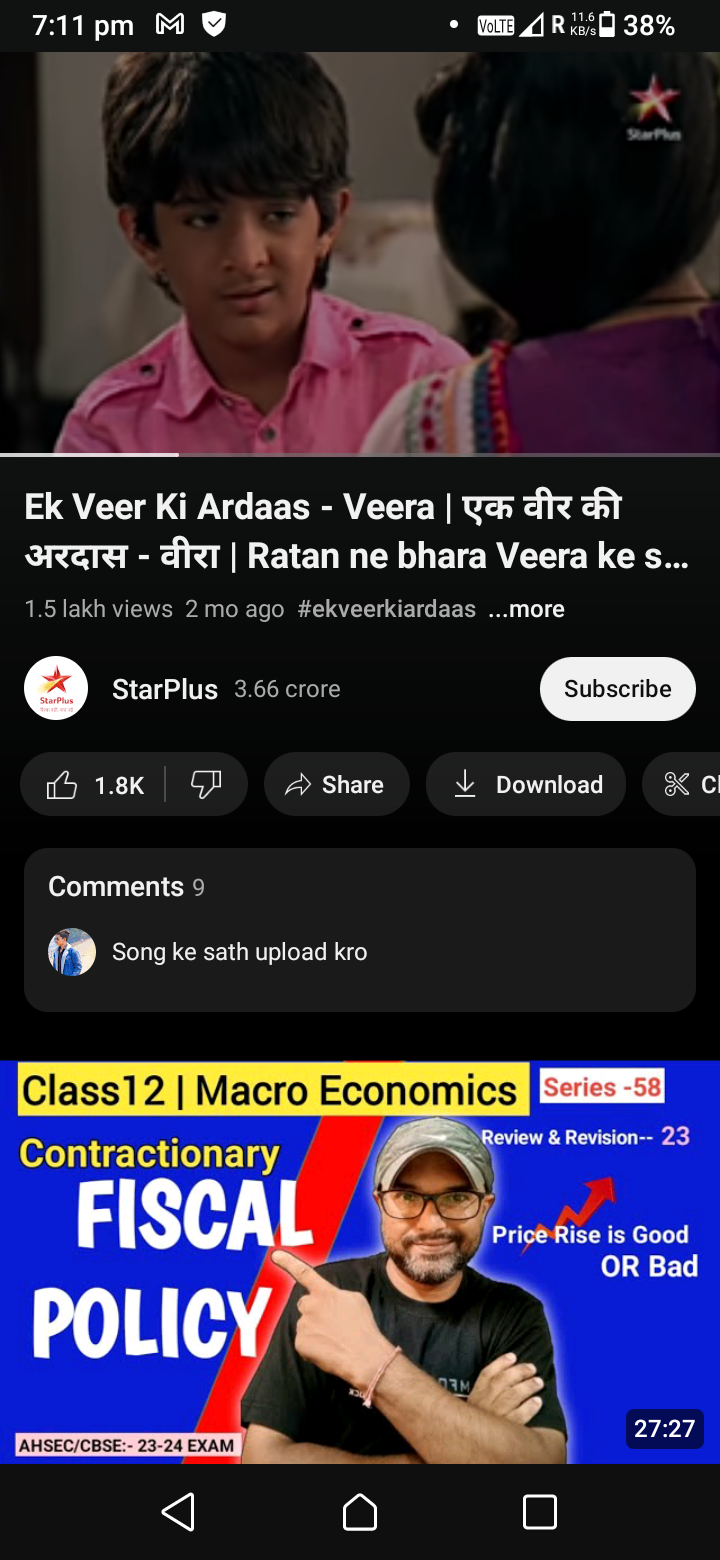 7:11 pm VoLTE R 11.6 KB/s 38%
StarPlus
Ek Veer Ki Ardaas - Veera | एक वीर की
अरदास - वीरा | Ratan ne bhara Veera ke s...
1.5 lakh views 2 mo ago #ekveerkiardaas ...more
StarPlus
StarPlus 3.66 crore Subscribe
1.8K Share Download Cl
Comments 9
Song ke sath upload kro
Class12 | Macro Economics Series -58
Review & Revision-- 23
Contractionary
FISCAL
POLICY
Price Rise is Good
OR Bad
AHSEC/CBSE:- 23-24 EXAM
27:27